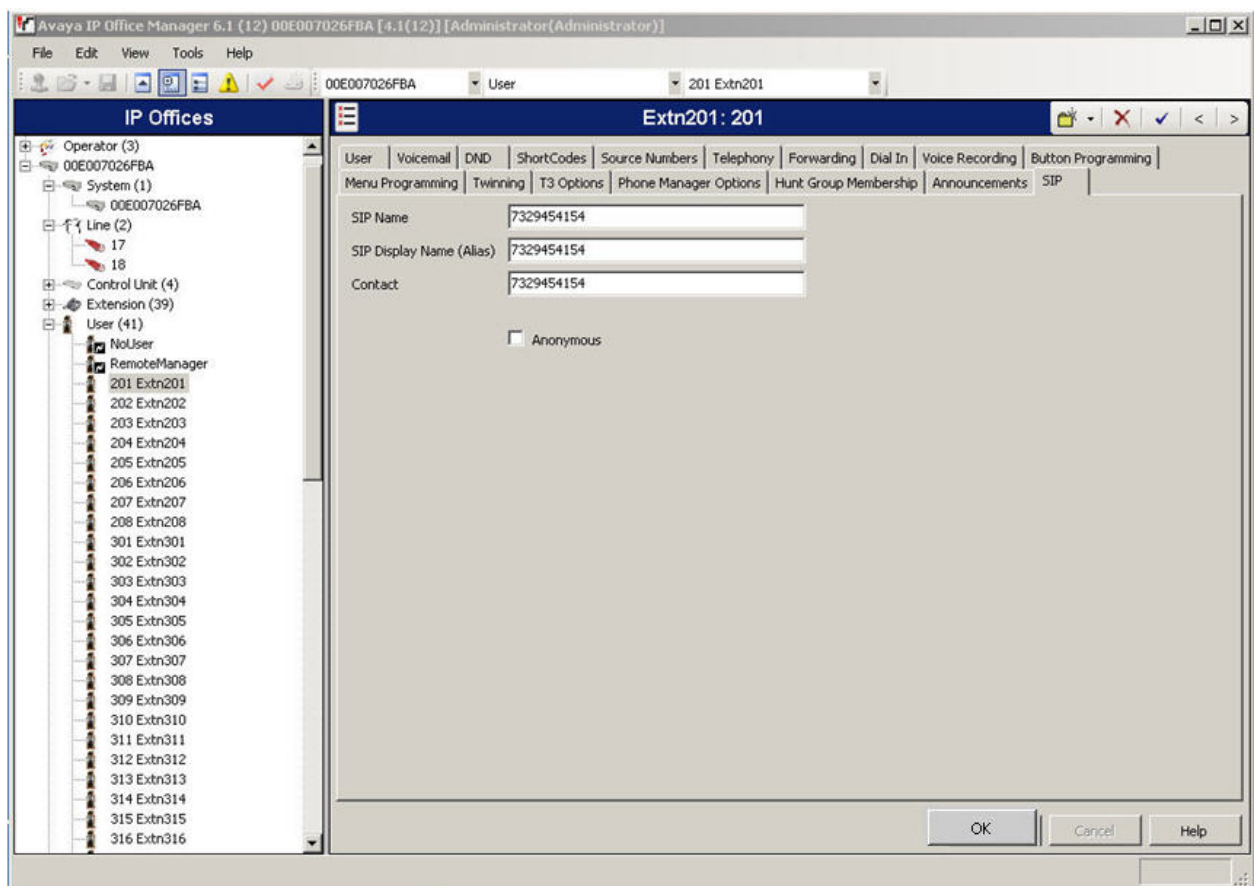 Avaya IP Office Manager 6.1 (12) 00E007026FBA [4.1(12)] [Administrator(Administrator)]
File Edit View Tools Help
00E007026FBA User 201 Extn201
IP Offices
Operator (3)
00E007026FBA
System (1)
00E007026FBA
Line (2)
17
18
Control Unit (4)
Extension (39)
User (41)
NoUser
RemoteManager
201 Extn201
202 Extn202
203 Extn203
204 Extn204
205 Extn205
206 Extn206
207 Extn207
208 Extn208
301 Extn301
302 Extn302
303 Extn303
304 Extn304
305 Extn305
306 Extn306
307 Extn307
308 Extn308
309 Extn309
310 Extn310
311 Extn311
312 Extn312
313 Extn313
314 Extn314
315 Extn315
316 Extn316
Extn201: 201
User Voicemail DND ShortCodes Source Numbers Telephony Forwarding Dial In Voice Recording Button Programming
Menu Programming Twinning T3 Options Phone Manager Options Hunt Group Membership Announcements SIP
SIP Name 7329454154
SIP Display Name (Alias) 7329454154
Contact 7329454154
Anonymous
OK Cancel Help